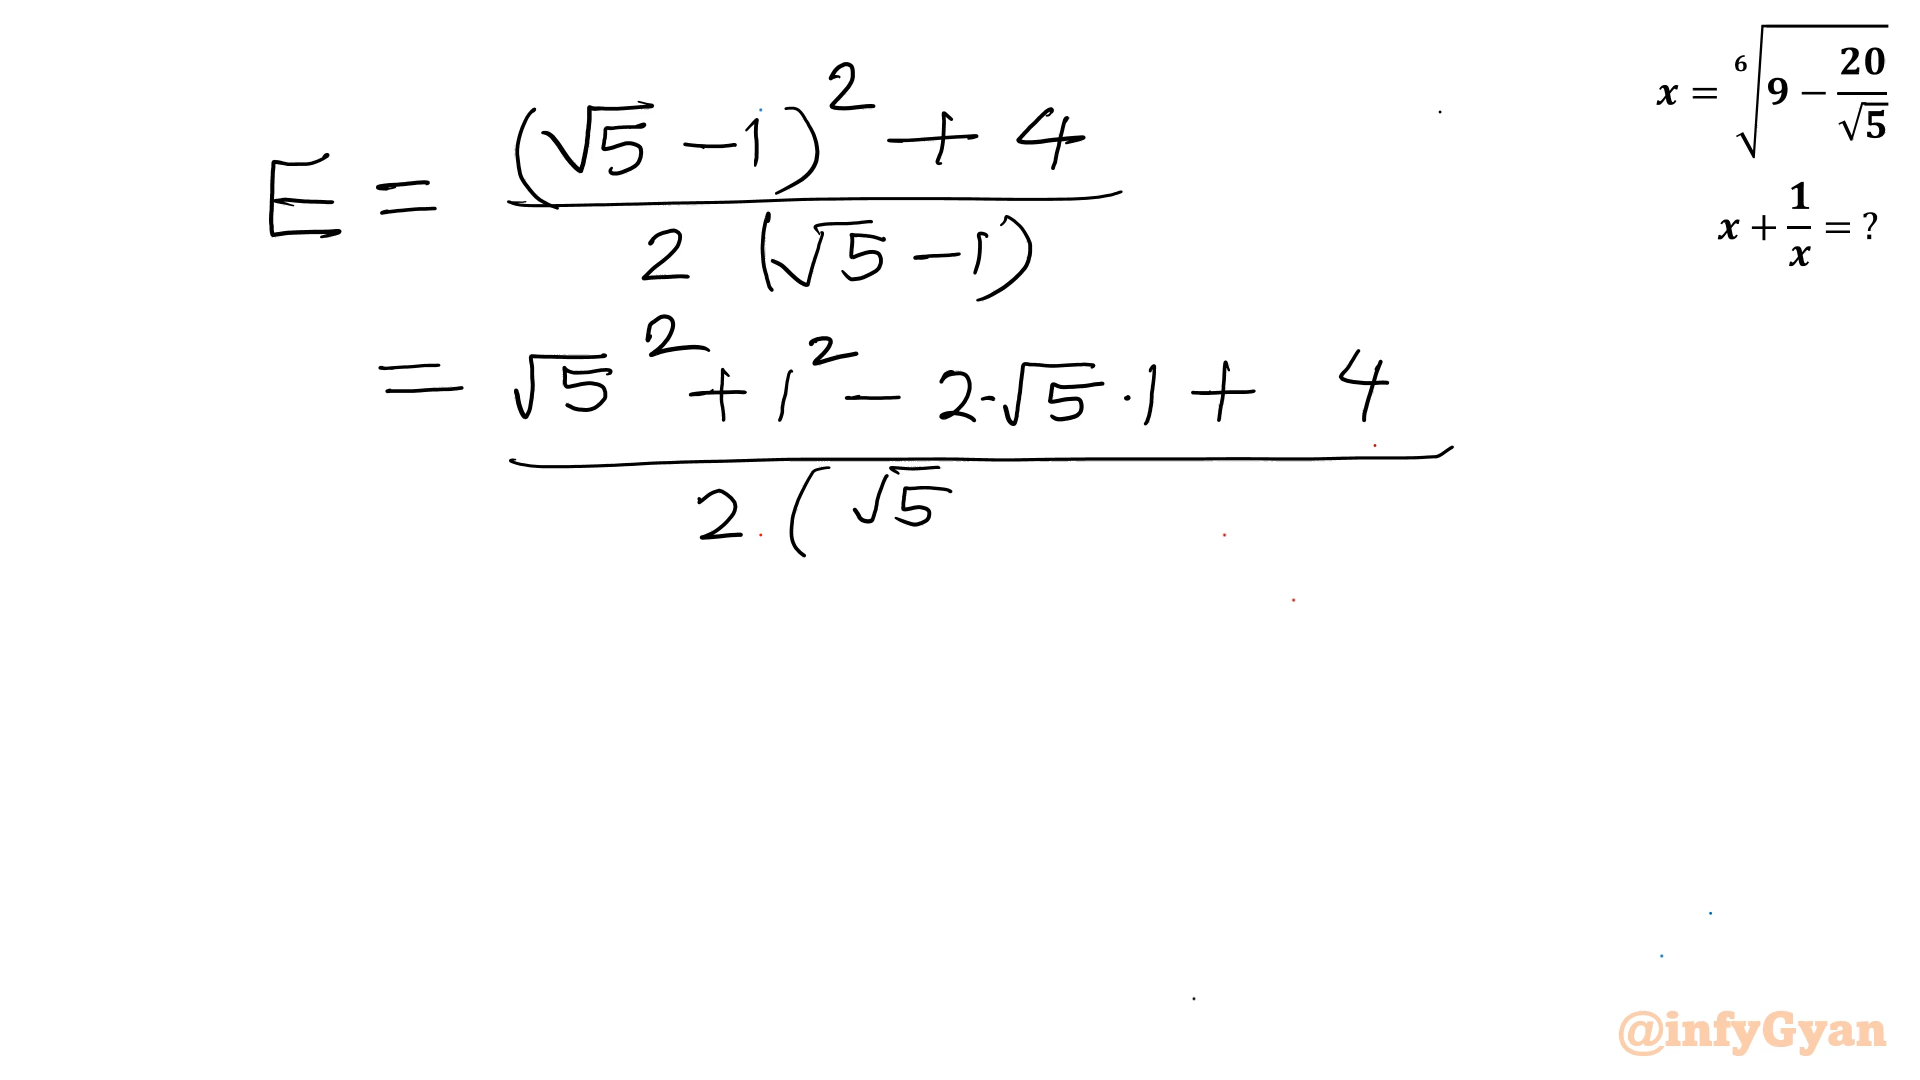 E = ((√5 - 1)² + 4) / (2 (√5 - 1))
= (√5² + 1² - 2·√5·1 + 4) / (2 · (√5
x = ⁶√(9 − 20/√5)
x + 1/x = ?
@infyGyan